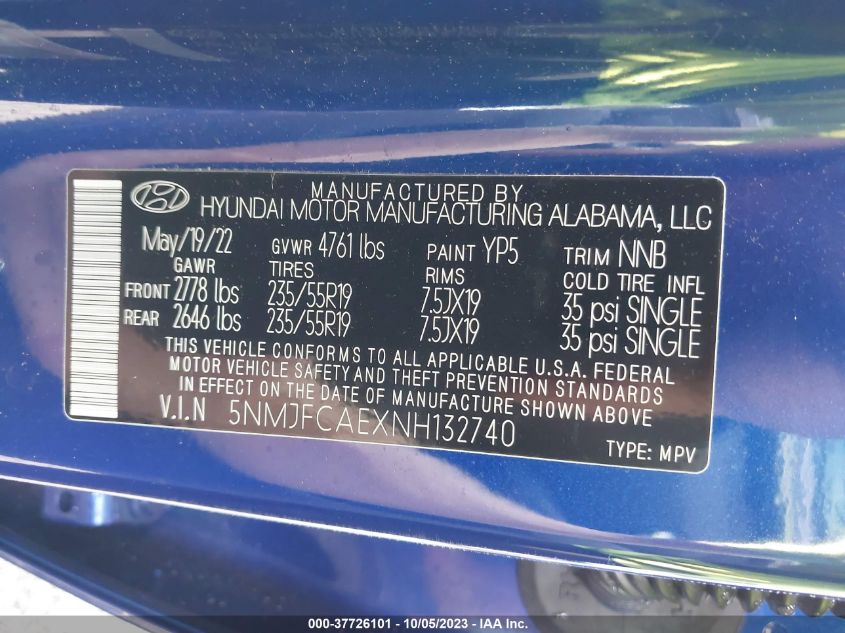 MANUFACTURED BY
HYUNDAI MOTOR MANUFACTURING ALABAMA, LLC
May/19/22 GVWR 4761 lbs PAINT YP5 TRIM NNB
GAWR TIRES RIMS COLD TIRE INFL
FRONT 2778 lbs 235/55R19 7.5JX19 35 psi SINGLE
REAR 2646 lbs 235/55R19 7.5JX19 35 psi SINGLE
THIS VEHICLE CONFORMS TO ALL APPLICABLE U.S.A. FEDERAL
MOTOR VEHICLE SAFETY BUMPER AND THEFT PREVENTION STANDARDS
IN EFFECT ON THE DATE OF MANUFACTURE SHOWN ABOVE
V.I.N 5NMJFCAEXNH132740
TYPE: MPV
000-37726101 - 10/05/2023 - IAA Inc.